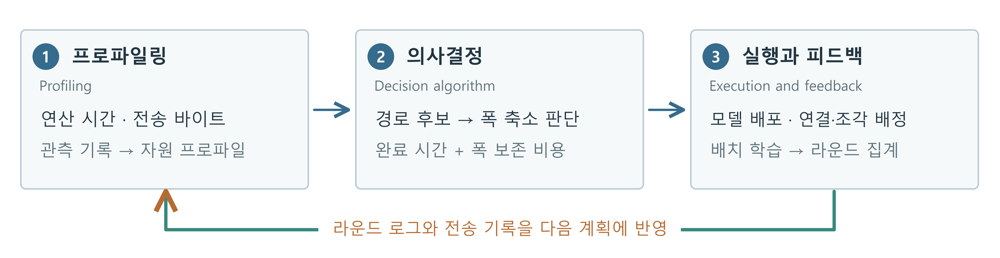 1 프로파일링
Profiling
연산 시간 · 전송 바이트
관측 기록 → 자원 프로파일
2 의사결정
Decision algorithm
경로 후보 → 폭 축소 판단
완료 시간 + 폭 보존 비용
3 실행과 피드백
Execution and feedback
모델 배포 · 연결·조각 배정
배치 학습 → 라운드 집계
라운드 로그와 전송 기록을 다음 계획에 반영